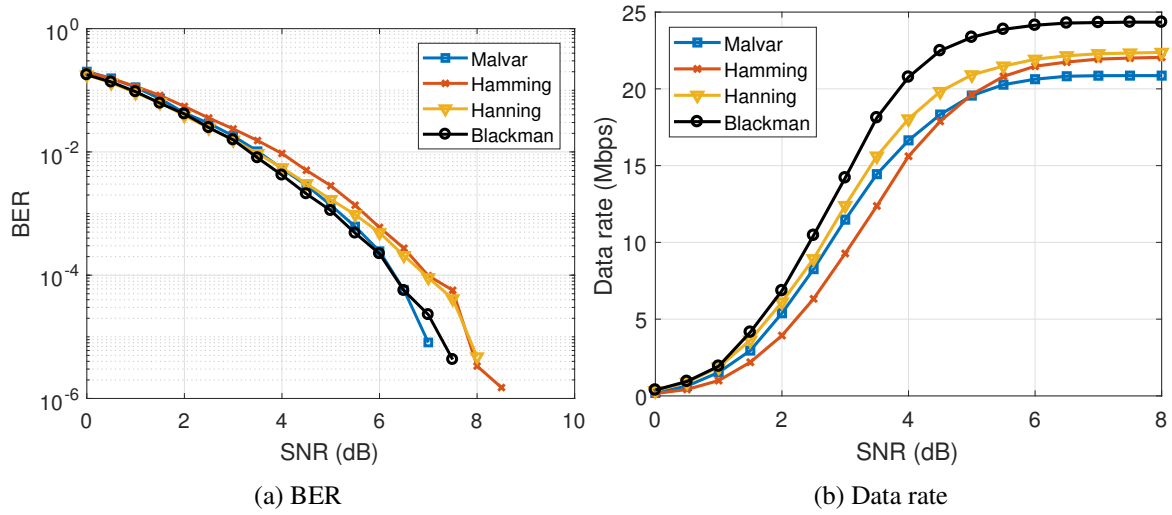 10^0
10^-2
10^-4
10^-6
BER
0
2
4
6
8
10
SNR (dB)
Malvar
Hamming
Hanning
Blackman
(a) BER
25
20
15
10
5
0
Data rate (Mbps)
0
2
4
6
8
SNR (dB)
Malvar
Hamming
Hanning
Blackman
(b) Data rate